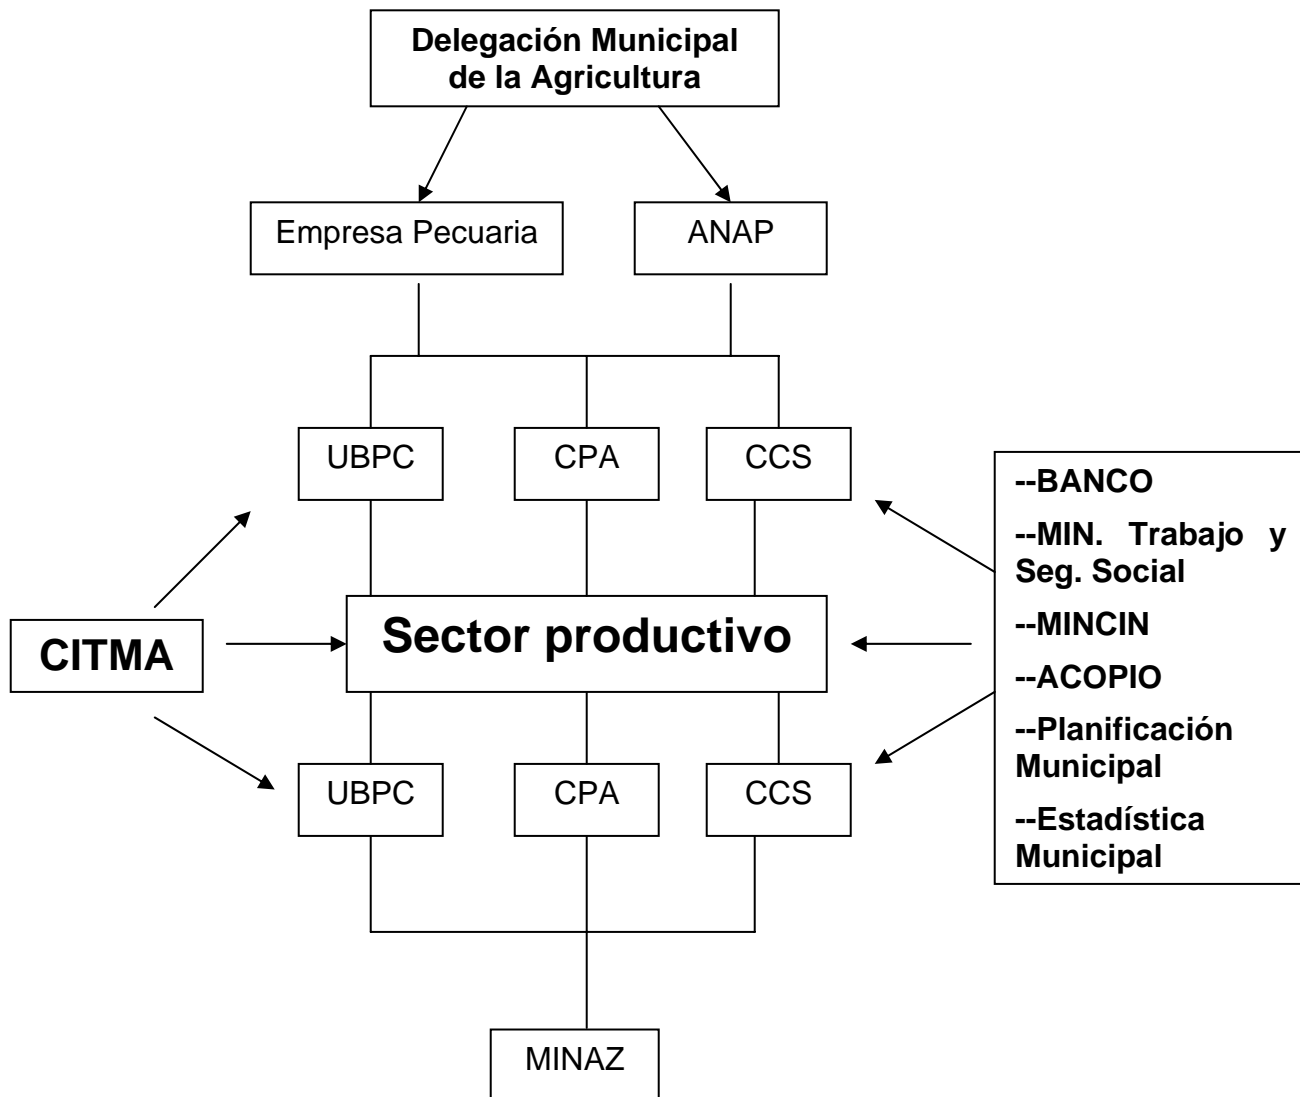 Delegación Municipal
de la Agricultura
Empresa Pecuaria
ANAP
UBPC
CPA
CCS
--BANCO
--MIN. Trabajo y
Seg. Social
--MINCIN
--ACOPIO
--Planificación
Municipal
--Estadística
Municipal
CITMA
Sector productivo
UBPC
CPA
CCS
MINAZ